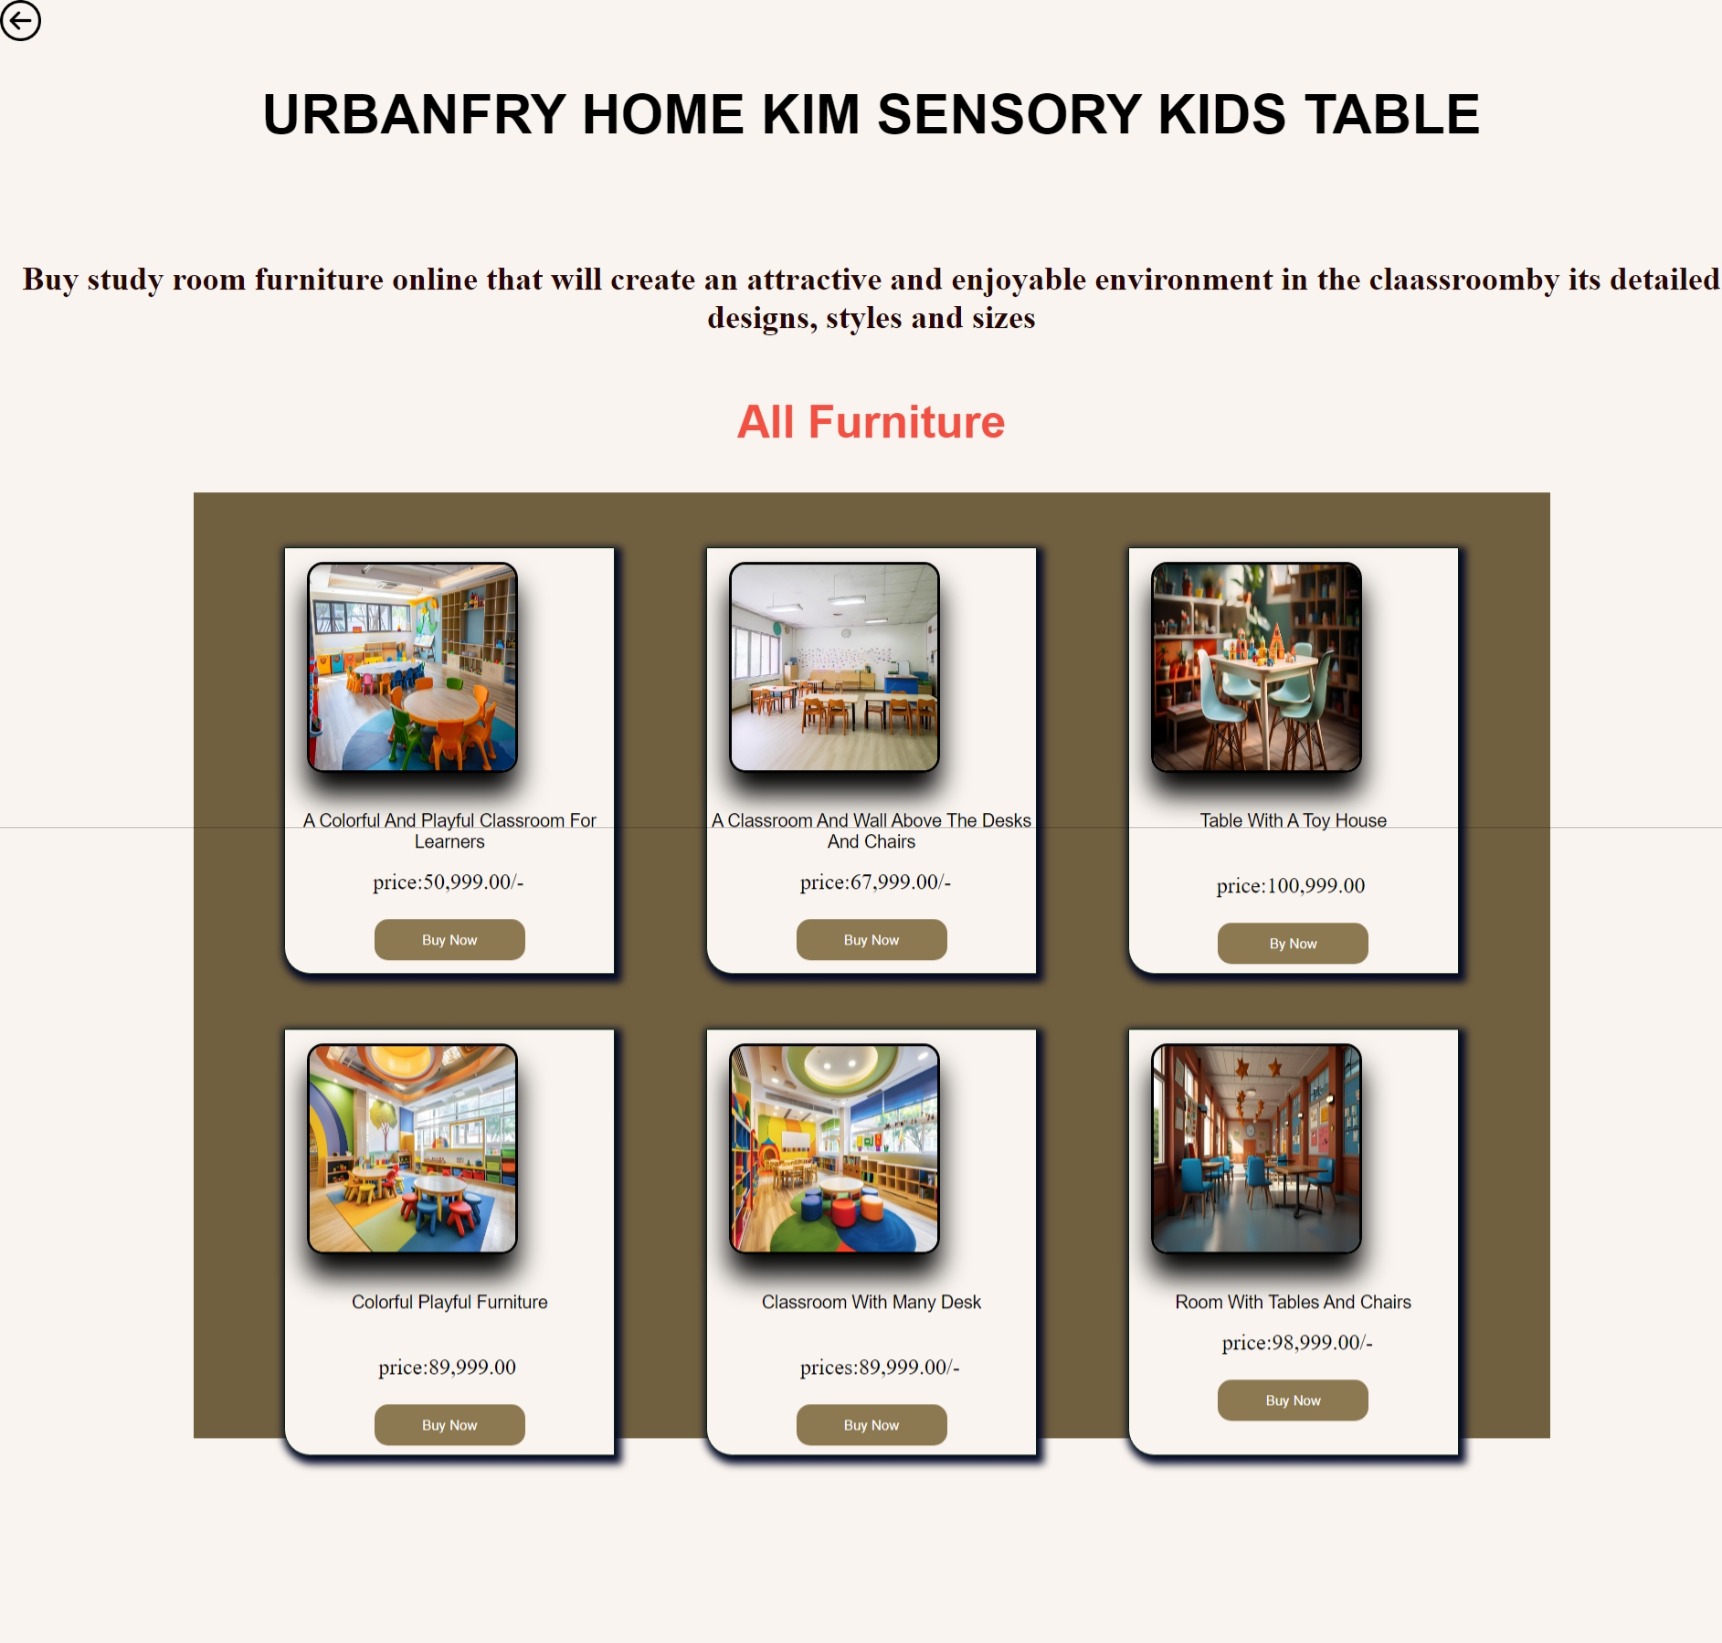 URBANFRY HOME KIM SENSORY KIDS TABLE
Buy study room furniture online that will create an attractive and enjoyable environment in the claassroomby its detailed
designs, styles and sizes
All Furniture
A Colorful And Playful Classroom For
Learners
price:50,999.00/-
Buy Now
A Classroom And Wall Above The Desks
And Chairs
price:67,999.00/-
Buy Now
Table With A Toy House
price:100,999.00
By Now
Colorful Playful Furniture
price:89,999.00
Buy Now
Classroom With Many Desk
prices:89,999.00/-
Buy Now
Room With Tables And Chairs
price:98,999.00/-
Buy Now